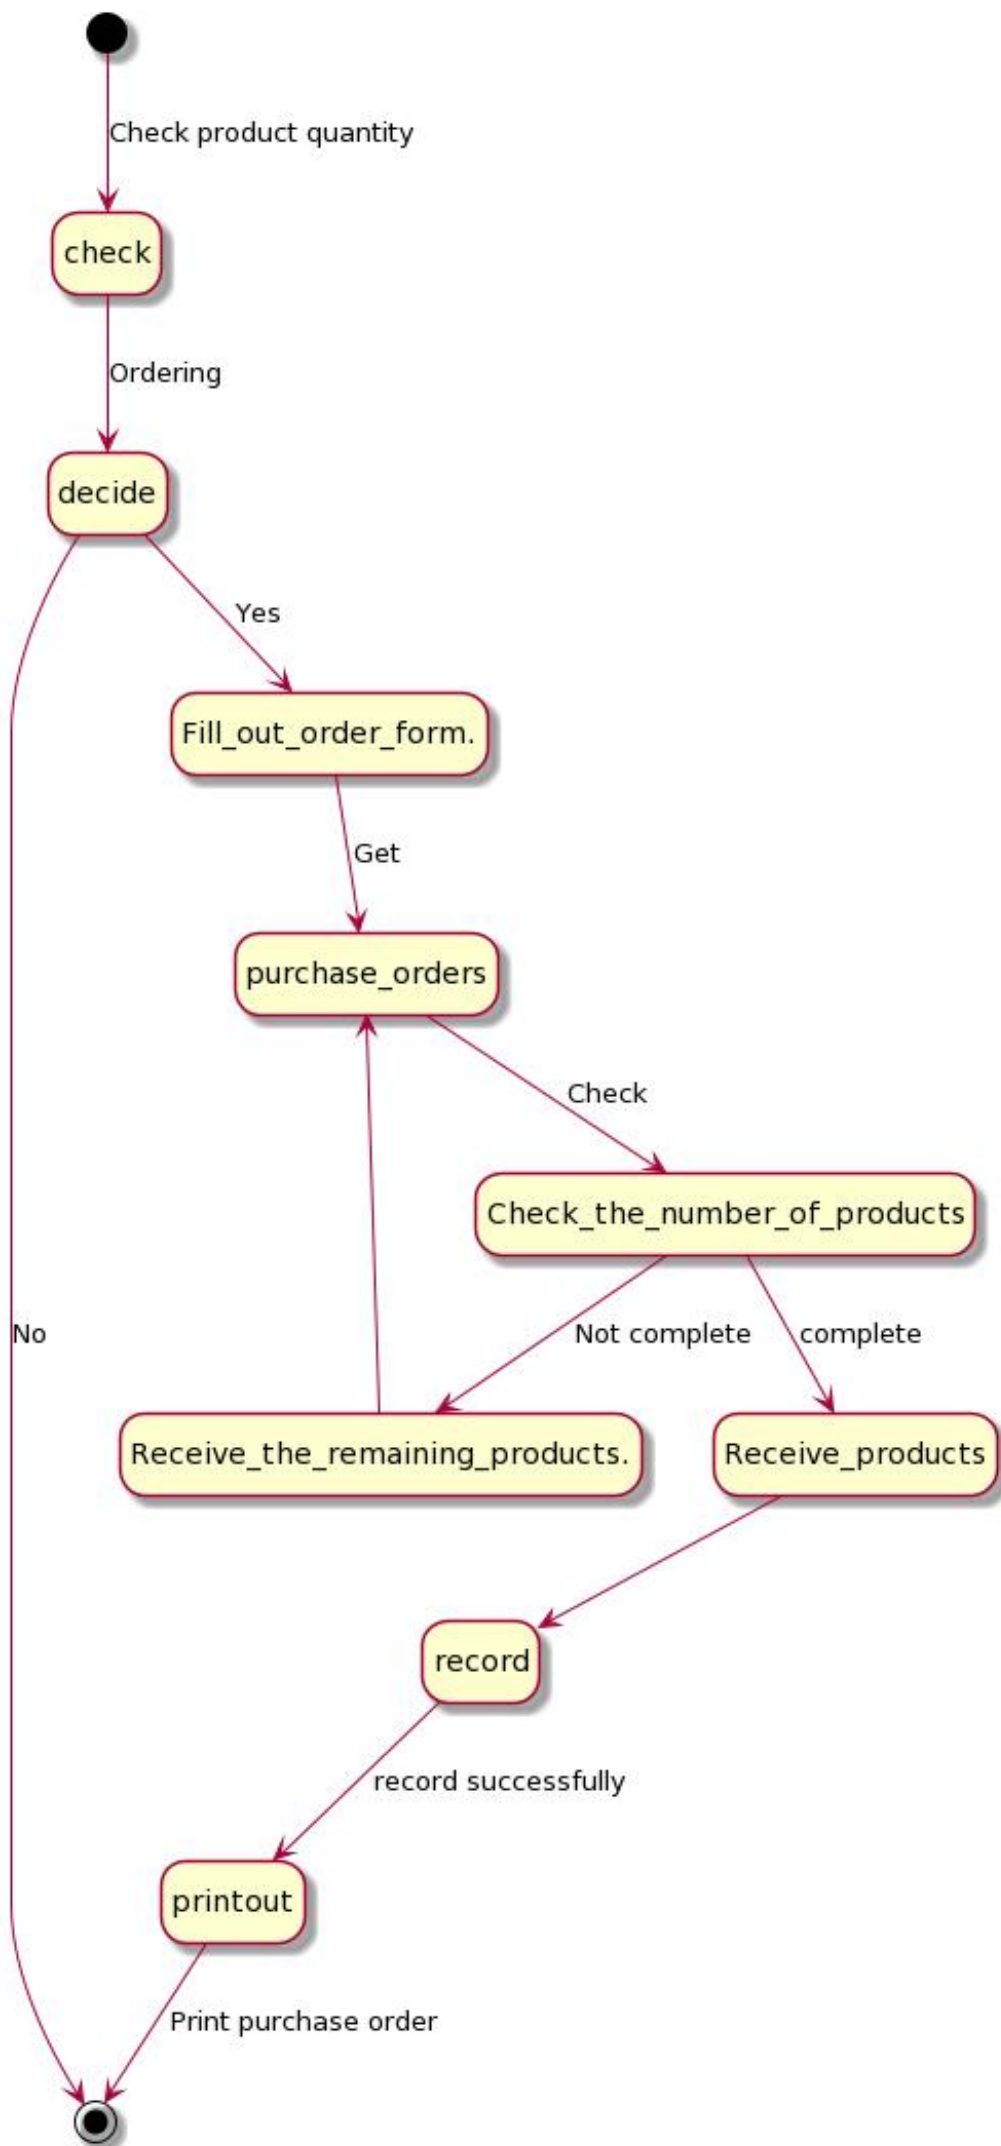 Check product quantity
check
Ordering
decide
Yes
Fill_out_order_form.
Get
purchase_orders
Check
Check_the_number_of_products
No
Not complete
complete
Receive_the_remaining_products.
Receive_products
record
record successfully
printout
Print purchase order